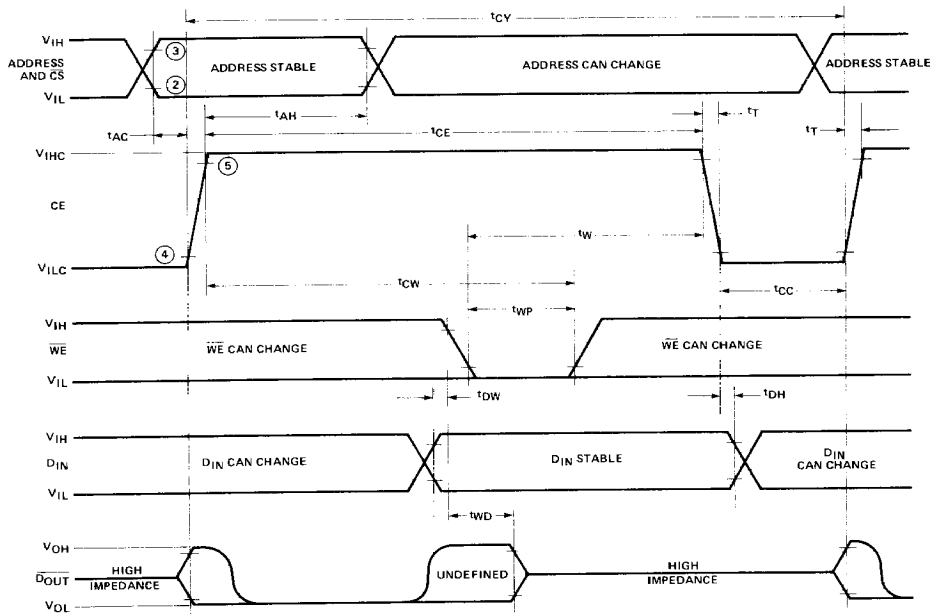 tCY
VIH
ADDRESS
AND CS
VIL
③
②
ADDRESS STABLE
ADDRESS CAN CHANGE
ADDRESS STABLE
tAC
tAH
tCE
tT
tT
VIHC
CE
VILC
⑤
④
tW
tCW
tCC
tWP
VIH
WE
VIL
WE CAN CHANGE
WE CAN CHANGE
tDW
tDH
VIH
DIN
VIL
DIN CAN CHANGE
DIN STABLE
DIN
CAN CHANGE
tWD
VOH
DOUT
VOL
HIGH
IMPEDANCE
UNDEFINED
HIGH
IMPEDANCE